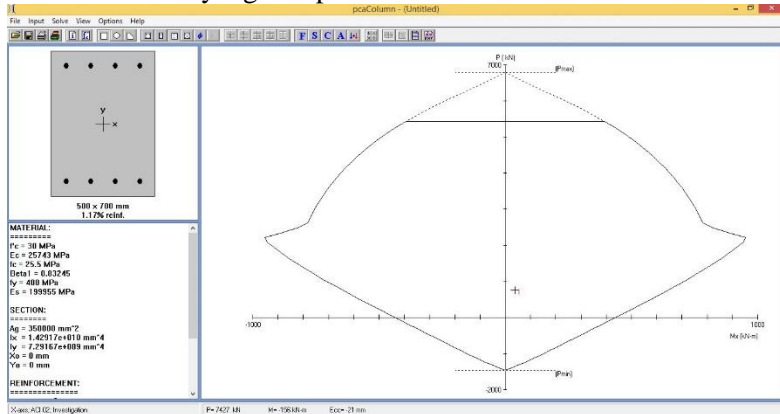 pcaColumn - (Untitled)
File Input Solve View Options Help
F S C A
y
x
500 x 700 mm
1.17% reinf.
MATERIAL:
=========
f'c = 30 MPa
Ec = 25743 MPa
fc = 25.5 MPa
Beta1 = 0.83245
fy = 400 MPa
Es = 199955 MPa
SECTION:
========
Ag = 350000 mm^2
Ix = 1.42917e+010 mm^4
Iy = 7.29167e+009 mm^4
Xo = 0 mm
Yo = 0 mm
REINFORCEMENT:
==============
P ( kN)
7000
(Pmax)
-1000
1000
Mx (kN-m)
(Pmin)
-2000
X-axis, ACI-02, Investigation P= 7427 kN M= -156 kN-m Ecc= -21 mm